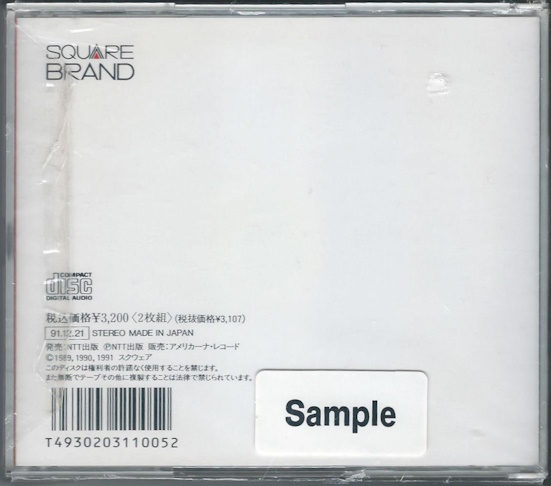 SQUARE
BRAND
COMPACT
disc
DIGITAL AUDIO
税込価格¥3,200〈2枚組〉(税抜価格¥3,107)
91.12.21 STEREO MADE IN JAPAN
発売:NTT出版 ⓅNTT出版 販売:アメリカーナ・レコード
©1989, 1990, 1991 スクウェア
このディスクは権利者の許諾なく使用することを禁じます。
また無断でテープその他に複製することは法律で禁じられています。
Sample
T4930203110052